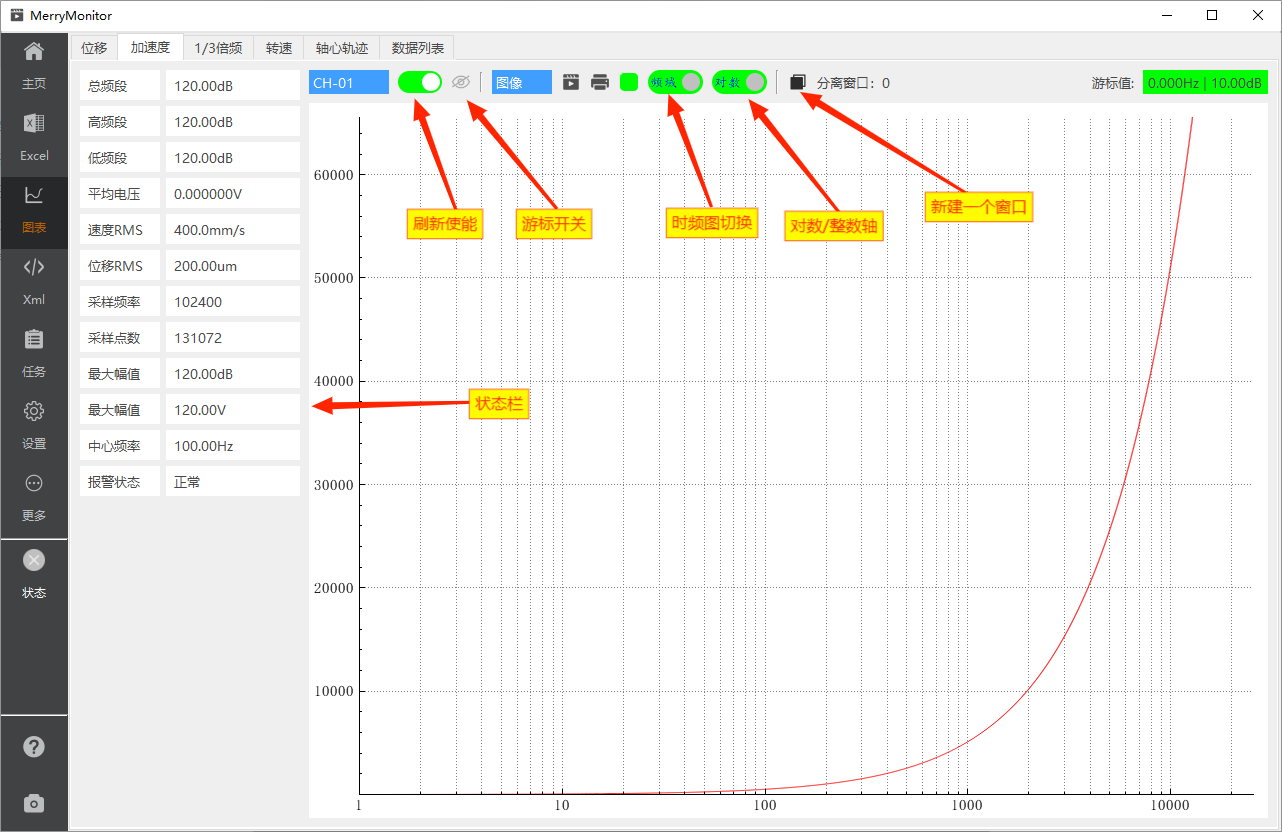 MerryMonitor
主页
Excel
图表
Xml
任务
设置
更多
状态
位移 加速度 1/3倍频 转速 轴心轨迹 数据列表
总频段 120.00dB
高频段 120.00dB
低频段 120.00dB
平均电压 0.000000V
速度RMS 400.0mm/s
位移RMS 200.00um
采样频率 102400
采样点数 131072
最大幅值 120.00dB
最大幅值 120.00V
中心频率 100.00Hz
报警状态 正常
CH-01 图像 频域 对数 分离窗口: 0 游标值: 0.000Hz | 10.00dB
刷新使能
游标开关
时频图切换
对数/整数轴
新建一个窗口
状态栏
60000
50000
40000
30000
20000
10000
1 10 100 1000 10000